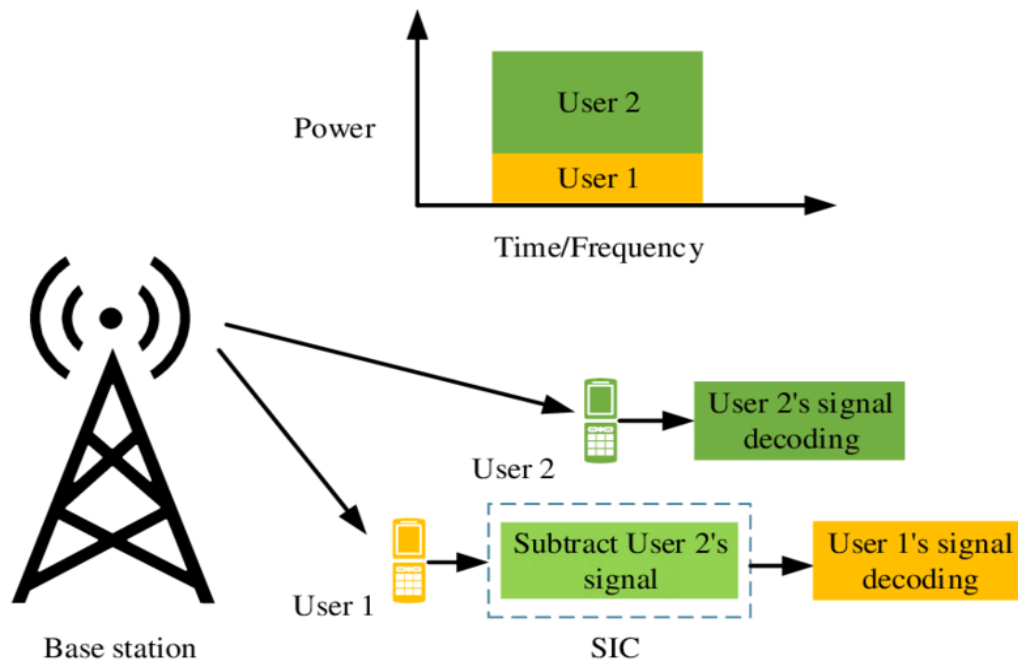 User 2
Power
User 1
Time/Frequency
User 2's signal
decoding
User 2
Subtract User 2's
signal
User 1's signal
decoding
User 1
Base station
SIC